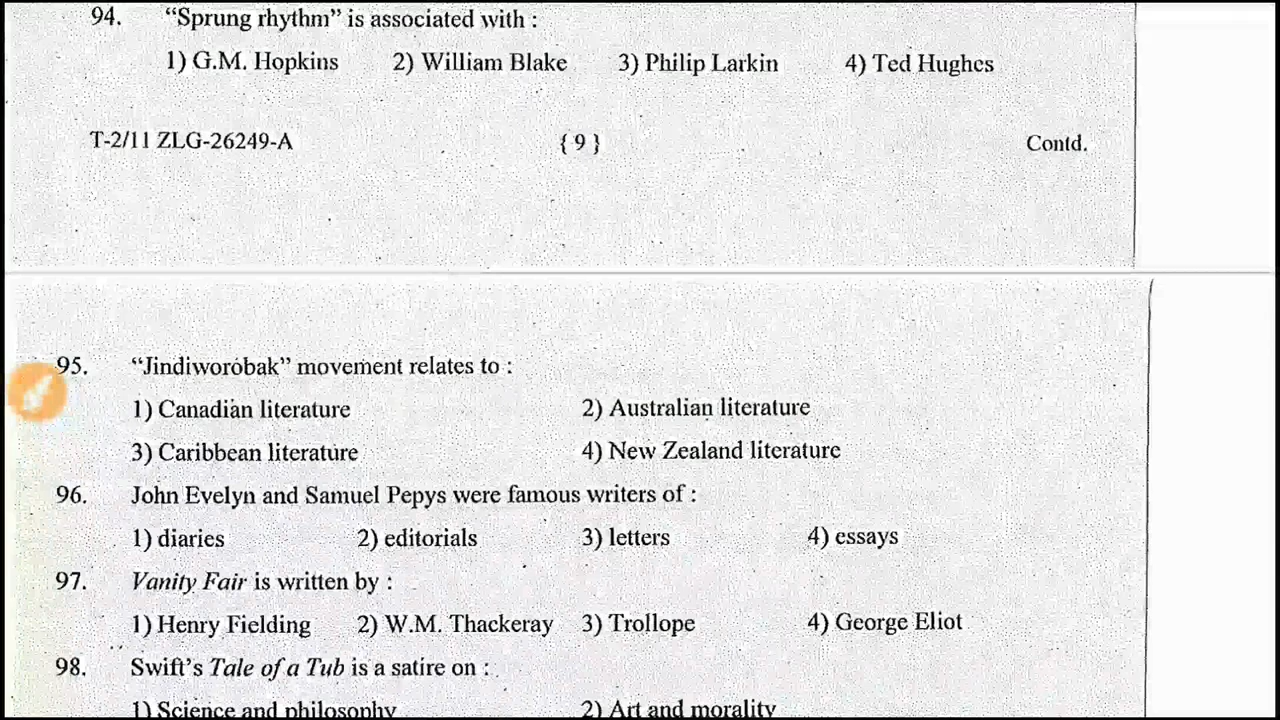 94. “Sprung rhythm” is associated with :
1) G.M. Hopkins 2) William Blake 3) Philip Larkin 4) Ted Hughes
T-2/11 ZLG-26249-A { 9 } Contd.
95. “Jindiworobak” movement relates to :
1) Canadian literature 2) Australian literature
3) Caribbean literature 4) New Zealand literature
96. John Evelyn and Samuel Pepys were famous writers of :
1) diaries 2) editorials 3) letters 4) essays
97. Vanity Fair is written by :
1) Henry Fielding 2) W.M. Thackeray 3) Trollope 4) George Eliot
98. Swift’s Tale of a Tub is a satire on :
1) Science and philosophy 2) Art and morality